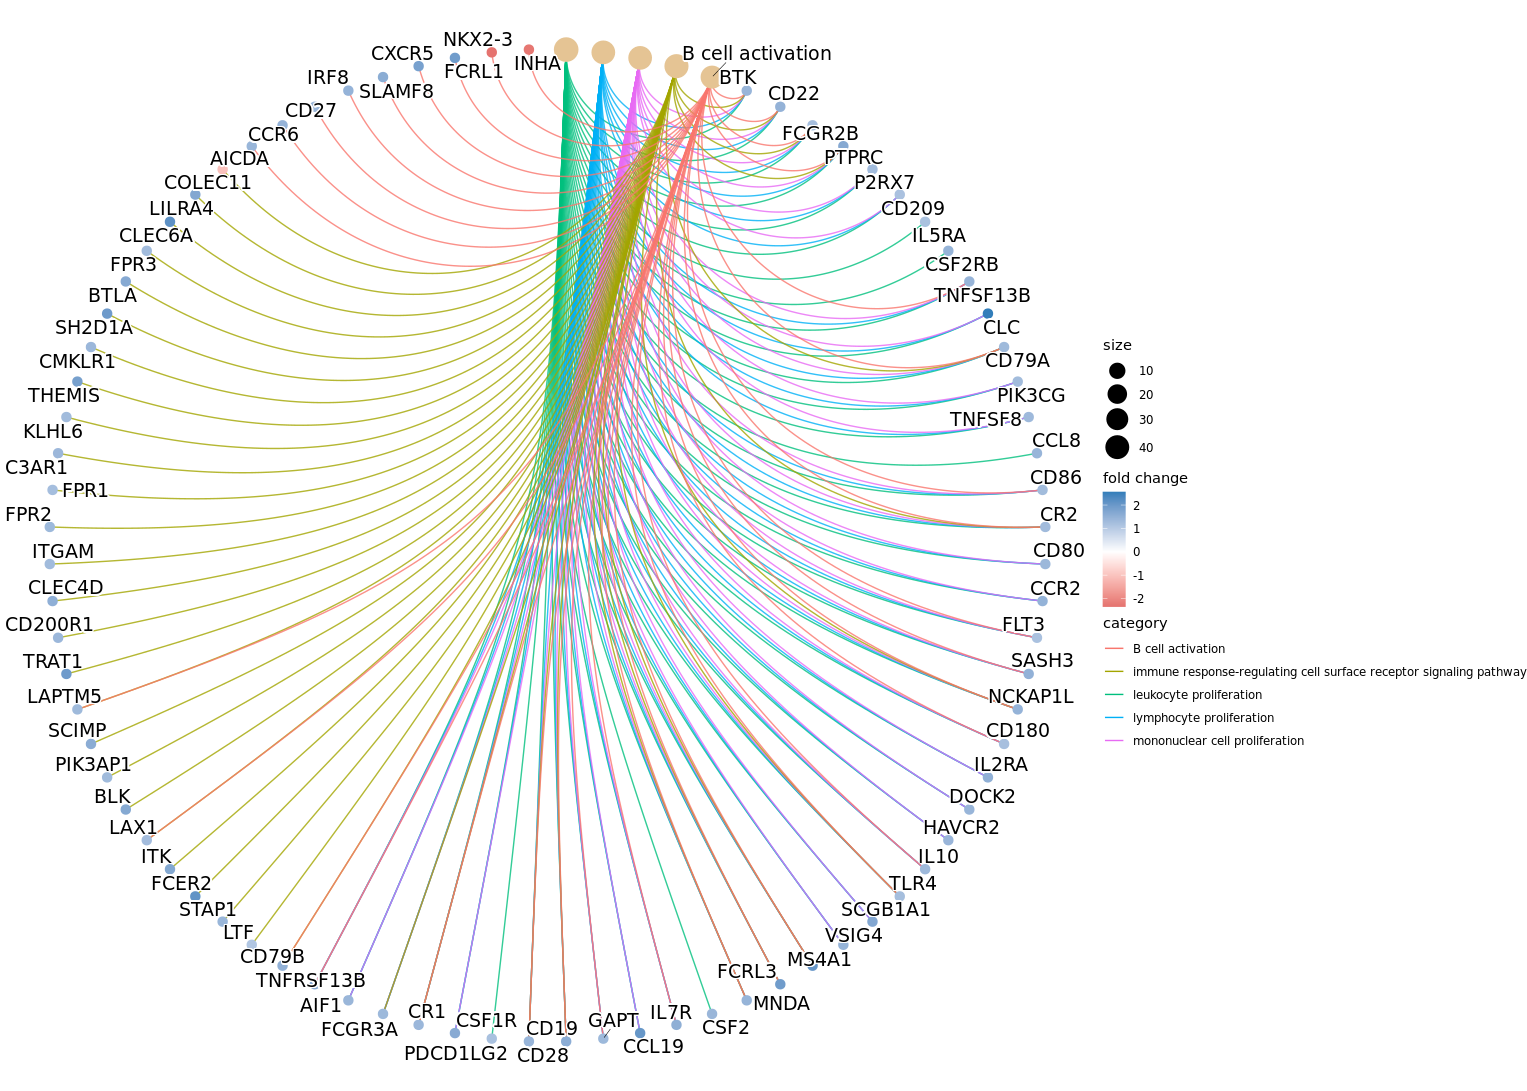 NKX2-3
CXCR5
FCRL1
INHA
B cell activation
BTK
IRF8
SLAMF8
CD22
CD27
FCGR2B
CCR6
PTPRC
AICDA
P2RX7
COLEC11
CD209
LILRA4
IL5RA
CLEC6A
CSF2RB
FPR3
TNFSF13B
BTLA
CLC
SH2D1A
CD79A
CMKLR1
PIK3CG
THEMIS
TNFSF8
KLHL6
CCL8
C3AR1
CD86
FPR1
CR2
FPR2
CD80
ITGAM
CCR2
CLEC4D
FLT3
CD200R1
SASH3
TRAT1
NCKAP1L
LAPTM5
CD180
SCIMP
IL2RA
PIK3AP1
DOCK2
BLK
HAVCR2
LAX1
IL10
ITK
TLR4
FCER2
SCGB1A1
STAP1
VSIG4
LTF
MS4A1
CD79B
FCRL3
TNFRSF13B
MNDA
AIF1
CSF2
FCGR3A
IL7R
CR1
CCL19
CSF1R
GAPT
PDCD1LG2
CD19
CD28
size
10
20
30
40
fold change
2
1
0
-1
-2
category
B cell activation
immune response-regulating cell surface receptor signaling pathway
leukocyte proliferation
lymphocyte proliferation
mononuclear cell proliferation